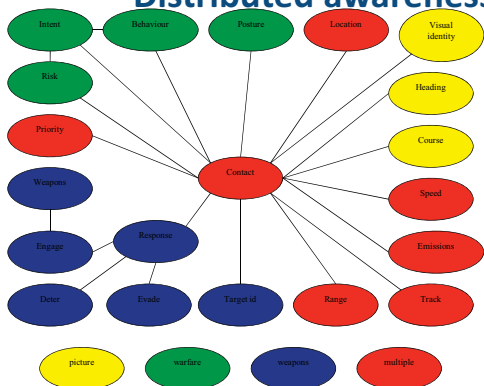 Distributed awareness
Intent
Behaviour
Posture
Location
Visual
identity
Risk
Heading
Priority
Course
Contact
Weapons
Speed
Response
Engage
Emissions
Deter
Evade
Target id
Range
Track
picture
warfare
weapons
multiple